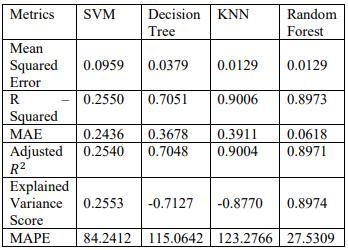 Metrics SVM Decision Tree KNN Random Forest
Mean Squared Error 0.0959 0.0379 0.0129 0.0129
R – Squared 0.2550 0.7051 0.9006 0.8973
MAE 0.2436 0.3678 0.3911 0.0618
Adjusted R² 0.2540 0.7048 0.9004 0.8971
Explained Variance Score 0.2553 -0.7127 -0.8770 0.8974
MAPE 84.2412 115.0642 123.2766 27.5309